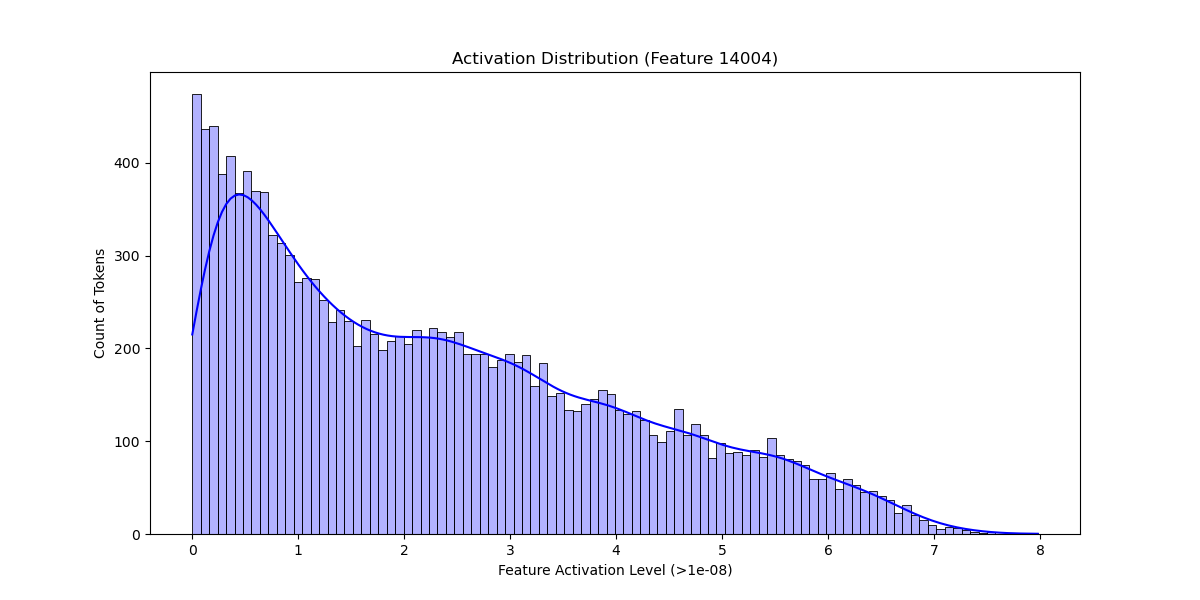 Activation Distribution (Feature 14004)
Count of Tokens
400
300
200
100
0
0 1 2 3 4 5 6 7 8
Feature Activation Level (>1e-08)